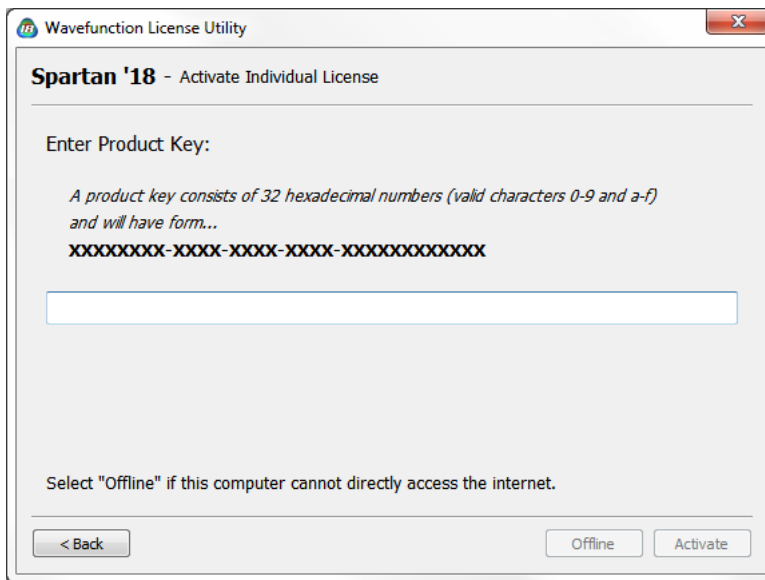 Wavefunction License Utility
Spartan '18 - Activate Individual License
Enter Product Key:
A product key consists of 32 hexadecimal numbers (valid characters 0-9 and a-f)
and will have form...
XXXXXXXX-XXXX-XXXX-XXXX-XXXXXXXXXXXX
Select "Offline" if this computer cannot directly access the internet.
< Back Offline Activate